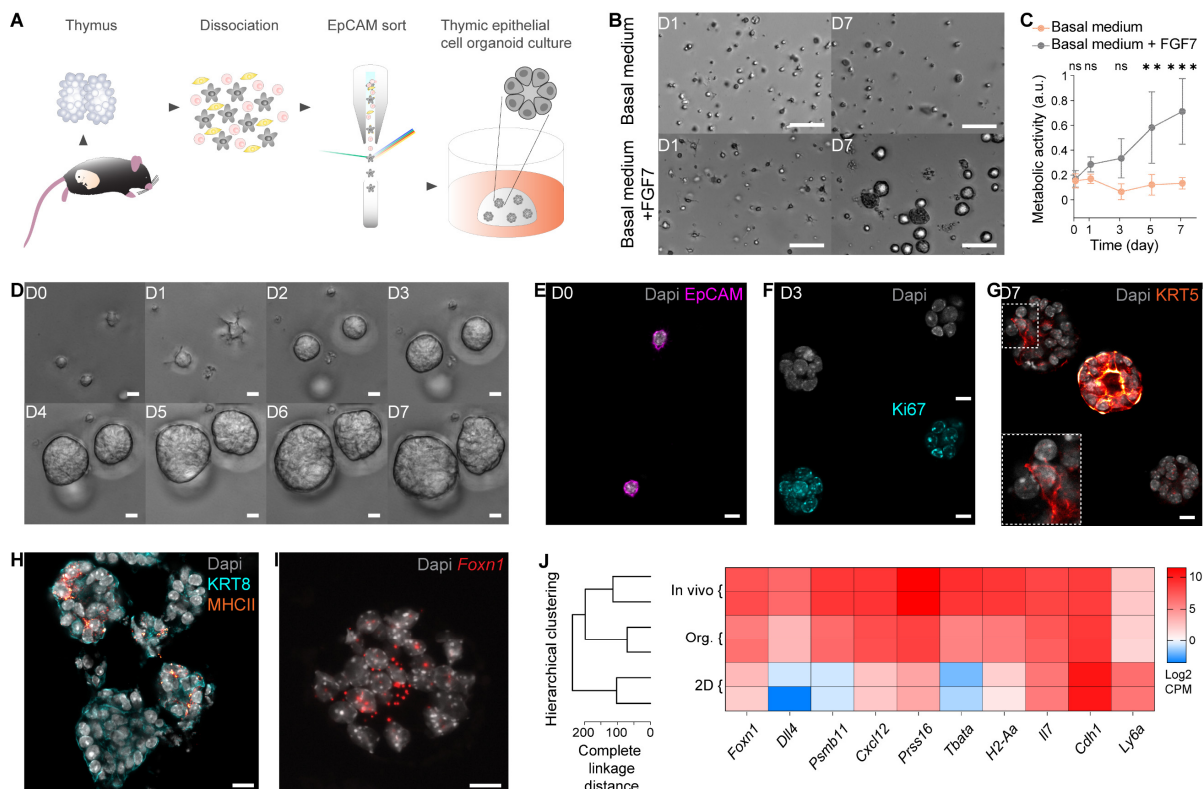 A
Thymus
Dissociation
EpCAM sort
Thymic epithelial
cell organoid culture
B
Basal medium
D1
D7
Basal medium
+FGF7
D1
D7
C
Basal medium
Basal medium + FGF7
ns ns ns ** ***
Metabolic activity (a.u.)
1
0.8
0.6
0.4
0.2
0
0 1 3 5 7
Time (day)
D
D0
D1
D2
D3
D4
D5
D6
D7
E
D0
Dapi EpCAM
F
D3
Dapi
Ki67
G
D7
Dapi KRT5
H
Dapi
KRT8
MHCII
I
Dapi Foxn1
J
Hierarchical clustering
200 100 0
Complete
linkage
distance
In vivo {
Org. {
2D {
Foxn1
Dll4
Psmb11
Cxcl12
Prss16
Tbata
H2-Aa
Il7
Cdh1
Ly6a
10
5
0
Log2
CPM